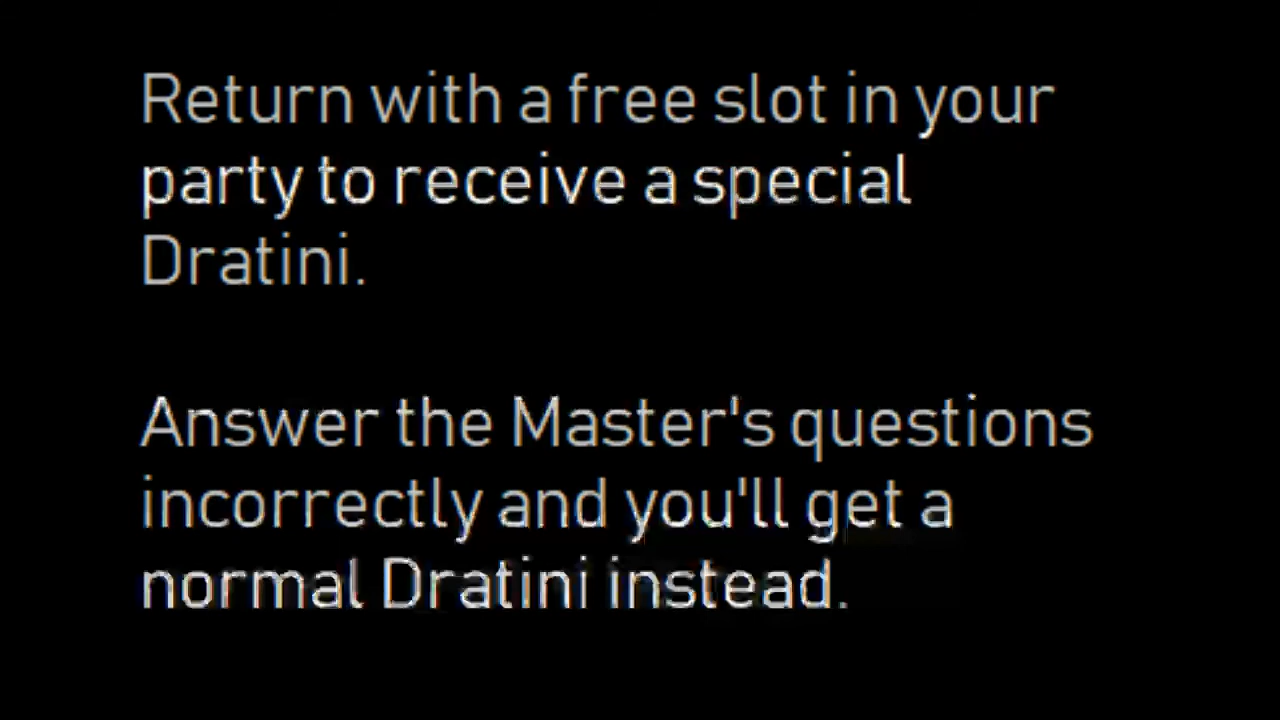 Return with a free slot in your
party to receive a special
Dratini.
Answer the Master's questions
incorrectly and you'll get a
normal Dratini instead.